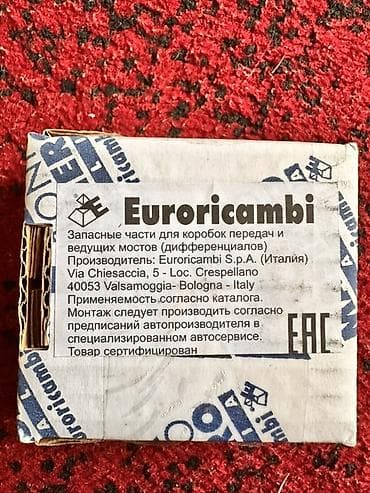 Euroricambi
Запасные части для коробок передач и
ведущих мостов (дифференциалов)
Производитель: Euroricambi S.p.A. (Италия)
Via Chiesaccia, 5 - Loc. Crespellano
40053 Valsamoggia- Bologna - Italy
Применяемость согласно каталога.
Монтаж следует производить согласно
предписаний автопроизводителя в
специализированном автосервисе.
Товар сертифицирован
EAC
Euroricambi